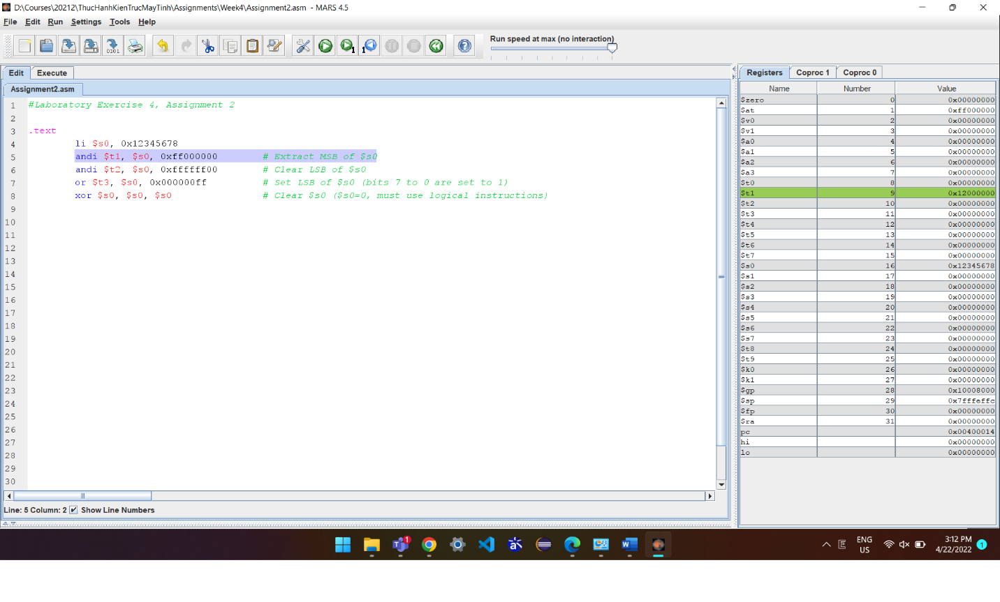 D:\Courses\20212\ThucHanhKienTrucMayTinh\Assignments\Week4\Assignment2.asm - MARS 4.5
File Edit Run Settings Tools Help
Run speed at max (no interaction)
Edit Execute
Assignment2.asm
1 #Laboratory Exercise 4, Assignment 2
2
3 .text
4 li $s0, 0x12345678
5 andi $t1, $s0, 0xff000000 # Extract MSB of $s0
6 andi $t2, $s0, 0xffffff00 # Clear LSB of $s0
7 or $t3, $s0, 0x000000ff # Set LSB of $s0 (bits 7 to 0 are set to 1)
8 xor $s0, $s0, $s0 # Clear $s0 ($s0=0, must use logical instructions)
9
10
11
12
13
14
15
16
17
18
19
20
21
22
23
24
25
26
27
28
29
30
Line: 5 Column: 2 Show Line Numbers
Registers Coproc 1 Coproc 0
Name Number Value
$zero 0 0x00000000
$at 1 0xff000000
$v0 2 0x00000000
$v1 3 0x00000000
$a0 4 0x00000000
$a1 5 0x00000000
$a2 6 0x00000000
$a3 7 0x00000000
$t0 8 0x00000000
$t1 9 0x12000000
$t2 10 0x00000000
$t3 11 0x00000000
$t4 12 0x00000000
$t5 13 0x00000000
$t6 14 0x00000000
$t7 15 0x00000000
$s0 16 0x12345678
$s1 17 0x00000000
$s2 18 0x00000000
$s3 19 0x00000000
$s4 20 0x00000000
$s5 21 0x00000000
$s6 22 0x00000000
$s7 23 0x00000000
$t8 24 0x00000000
$t9 25 0x00000000
$k0 26 0x00000000
$k1 27 0x00000000
$gp 28 0x10008000
$sp 29 0x7fffeffc
$fp 30 0x00000000
$ra 31 0x00000000
pc 0x00400014
hi 0x00000000
lo 0x00000000
ENG
US
3:12 PM
4/22/2022
1